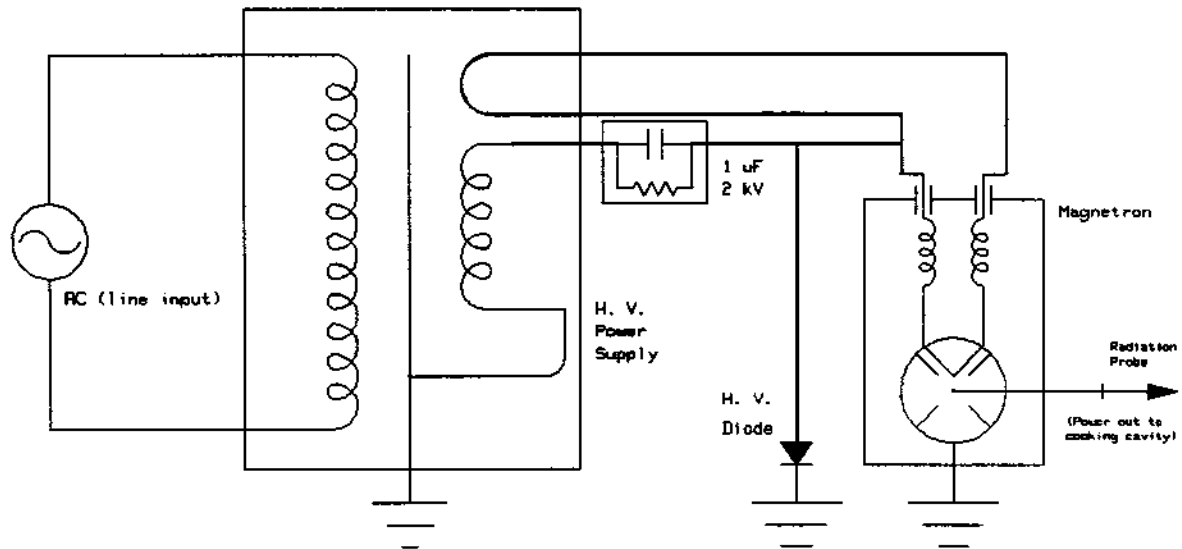 1 uF
2 kV
Magnetron
AC (line input)
H. V.
Power
Supply
Radiation
Probe
H. V.
Diode
(Power out to
cooking cavity)